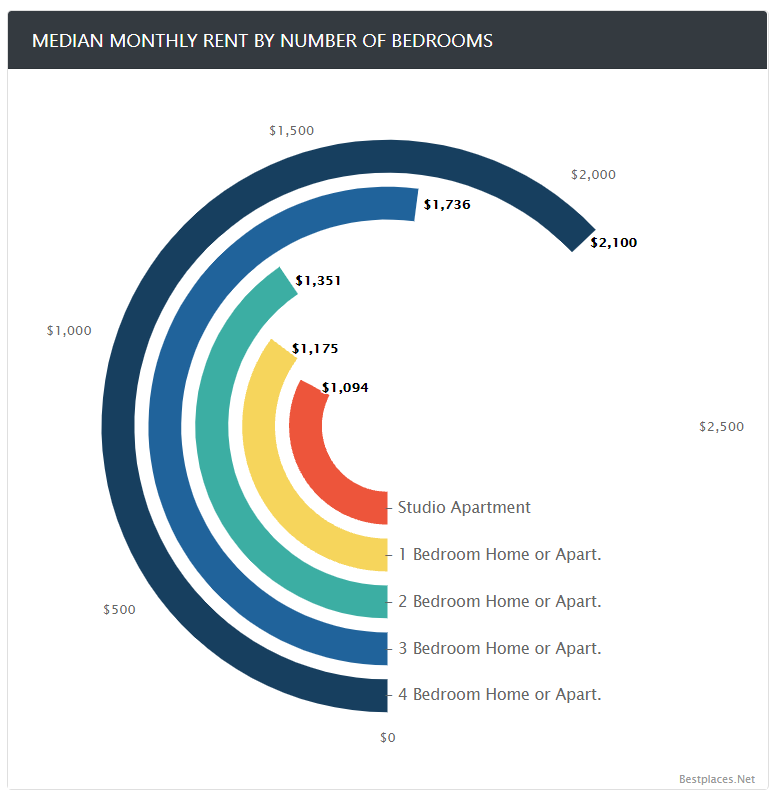 MEDIAN MONTHLY RENT BY NUMBER OF BEDROOMS
$1,500
$2,000
$1,736
$2,100
$1,351
$1,000
$1,175
$1,094
$2,500
Studio Apartment
1 Bedroom Home or Apart.
2 Bedroom Home or Apart.
$500
3 Bedroom Home or Apart.
4 Bedroom Home or Apart.
$0
Bestplaces.Net